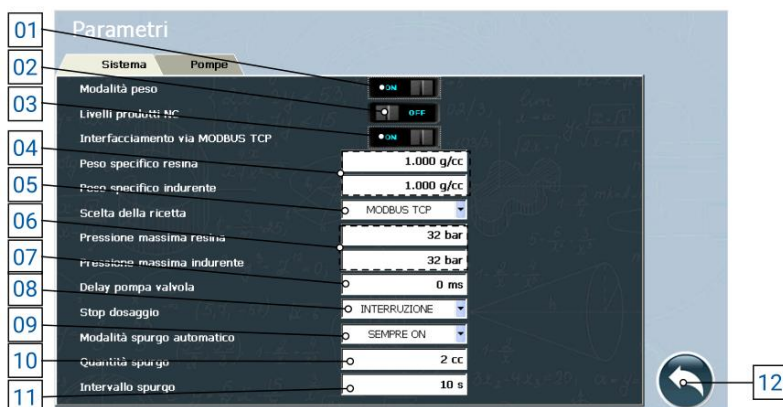 Parametri
Sistema Pompe
01
02
03
04
05
06
07
08
09
10
11
12
Modalità peso ON
Livelli prodotti NC OFF
Interfacciamento via MODBUS TCP ON
Peso specifico resina 1.000 g/cc
Peso specifico indurente 1.000 g/cc
Scelta della ricetta MODBUS TCP
Pressione massima resina 32 bar
Pressione massima indurente 32 bar
Delay pompa valvola 0 ms
Stop dosaggio INTERRUZIONE
Modalità spurgo automatico SEMPRE ON
Quantità spurgo 2 cc
Intervallo spurgo 10 s